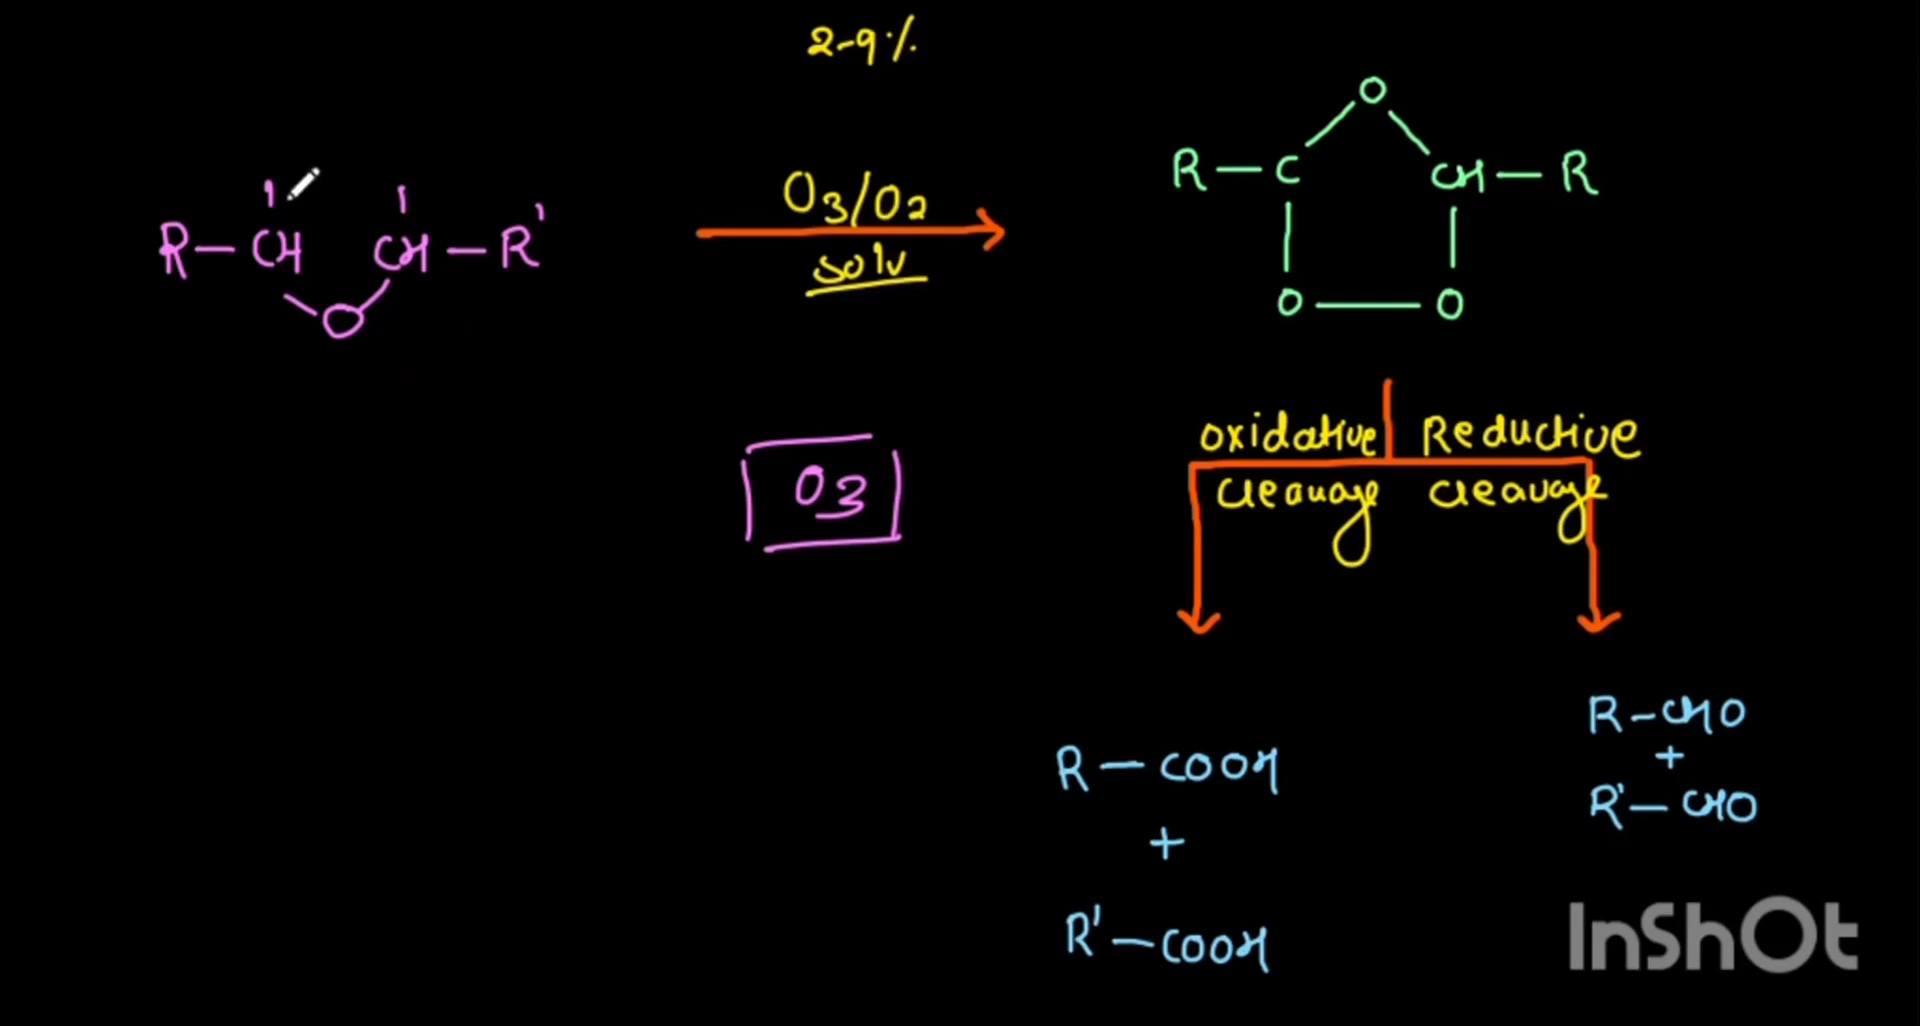 2-9%
O
R-C CH-R
O3/O2
R-CH CH-R'
solv
O
O-O
oxidative Reductive
cleavage cleavage
O3
R-CHO
+
R'-CHO
R-COOH
+
R'-COOH
InShOt